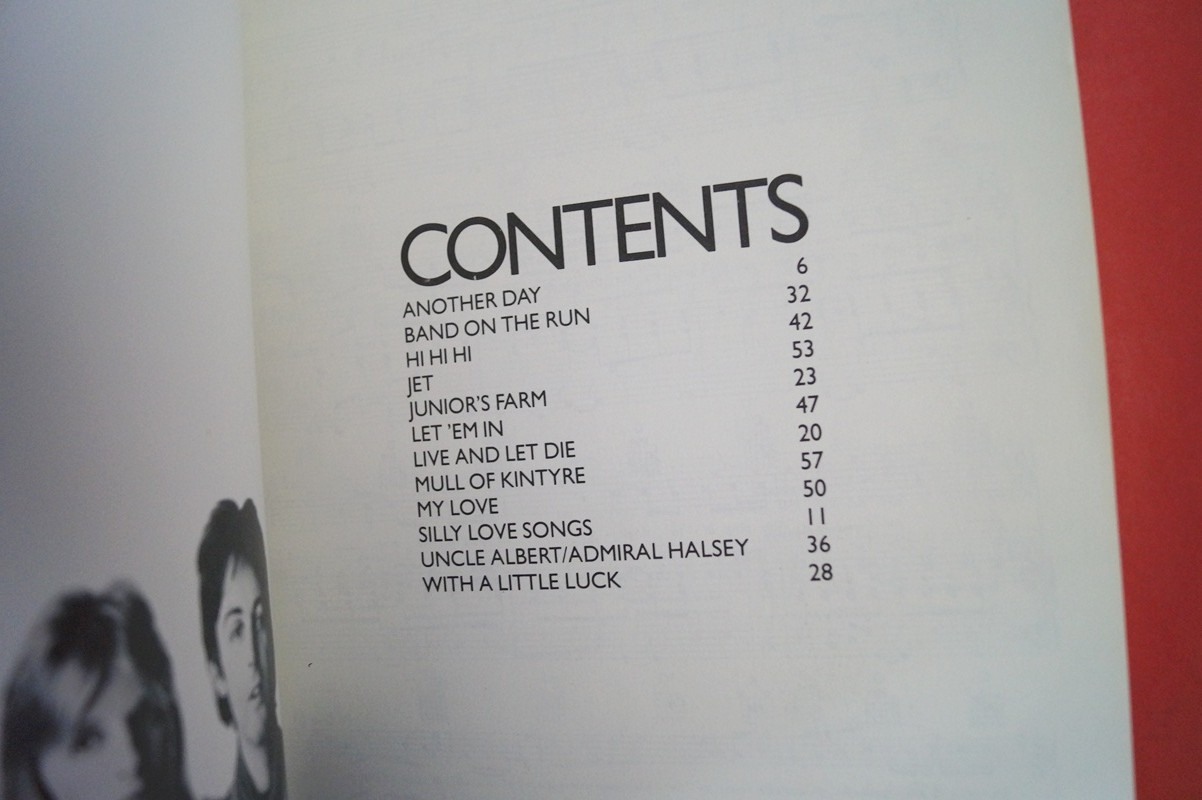 CONTENTS
ANOTHER DAY 6
BAND ON THE RUN 32
HI HI HI 42
JET 53
JUNIOR'S FARM 23
LET 'EM IN 47
LIVE AND LET DIE 20
MULL OF KINTYRE 57
MY LOVE 50
SILLY LOVE SONGS 11
UNCLE ALBERT/ADMIRAL HALSEY 36
WITH A LITTLE LUCK 28